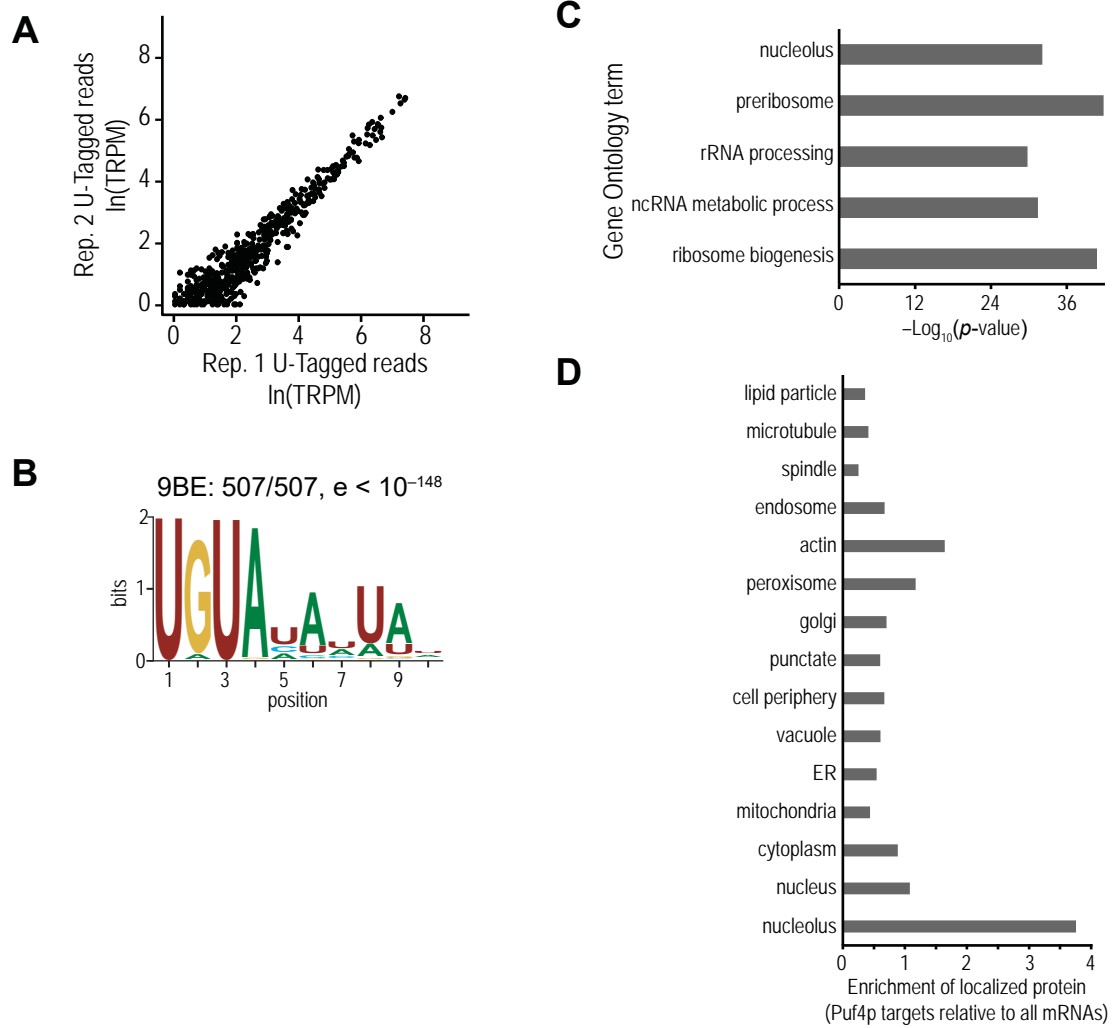 A
Rep. 2 U-Tagged reads
ln(TRPM)
8
6
4
2
0
0 2 4 6 8
Rep. 1 U-Tagged reads
ln(TRPM)
B
9BE: 507/507, e < 10⁻¹⁴⁸
bits
2
1
0
UGUAUAUUAU
CUAAUA
AC
1 3 5 7 9
position
C
Gene Ontology term
nucleolus
preribosome
rRNA processing
ncRNA metabolic process
ribosome biogenesis
0 12 24 36
–Log₁₀(p-value)
D
lipid particle
microtubule
spindle
endosome
actin
peroxisome
golgi
punctate
cell periphery
vacuole
ER
mitochondria
cytoplasm
nucleus
nucleolus
0 1 2 3 4
Enrichment of localized protein
(Puf4p targets relative to all mRNAs)